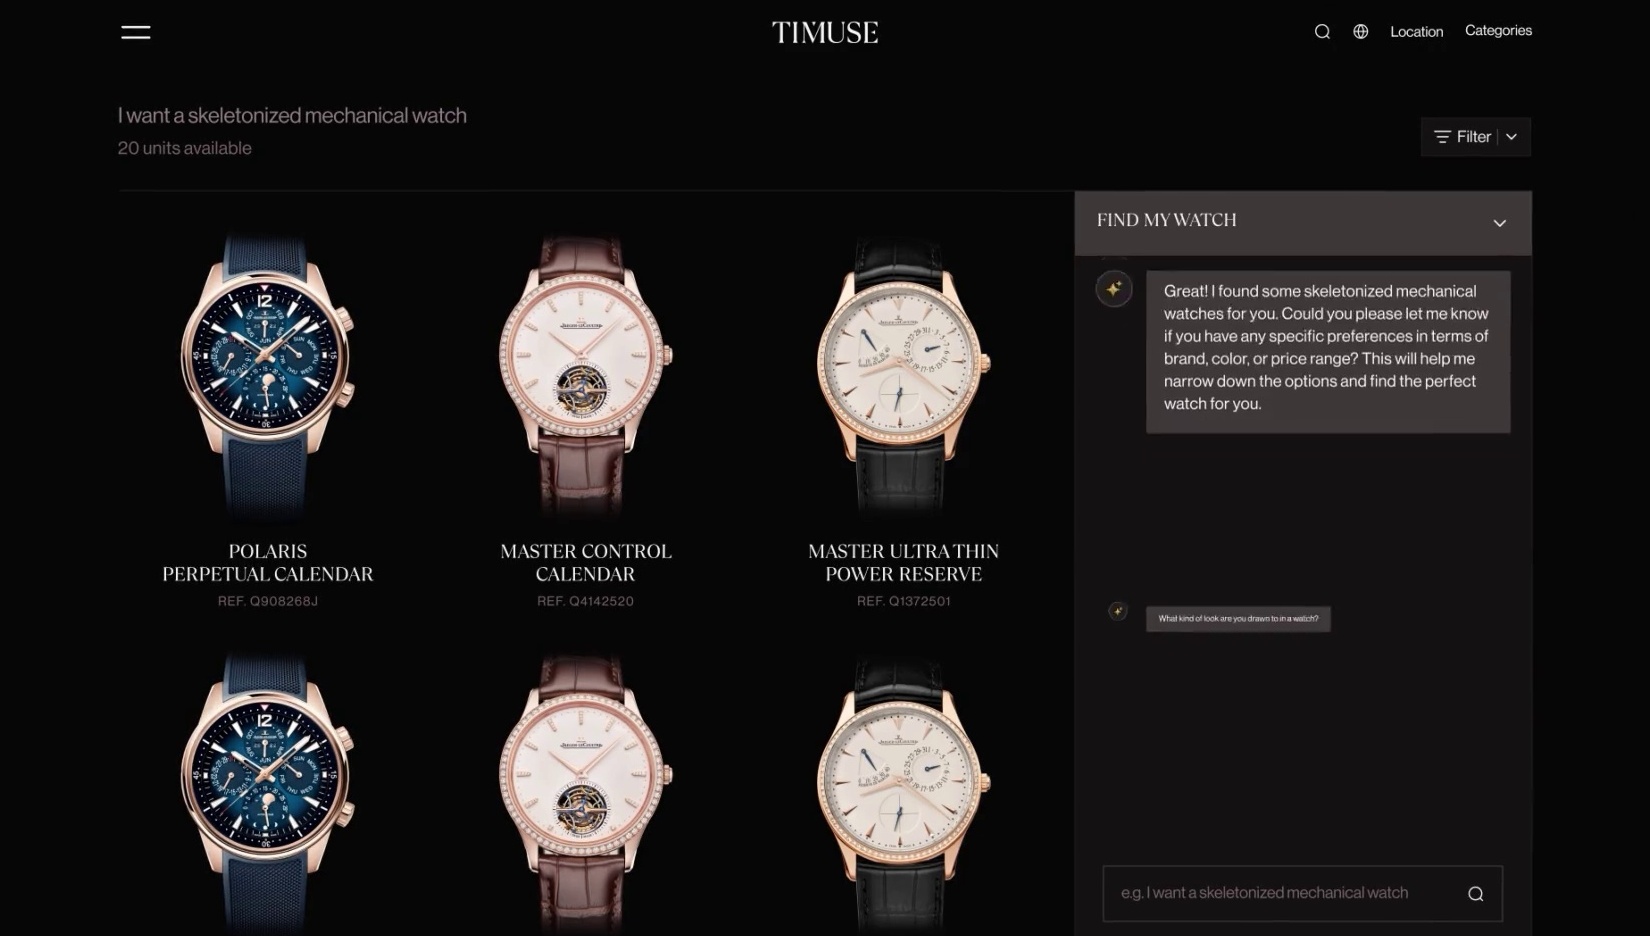 TIMUSE
Location
Categories
I want a skeletonized mechanical watch
20 units available
Filter
POLARIS
PERPETUAL CALENDAR
REF. Q908268J
MASTER CONTROL
CALENDAR
REF. Q4142520
MASTER ULTRA THIN
POWER RESERVE
REF. Q1372501
FIND MY WATCH
Great! I found some skeletonized mechanical
watches for you. Could you please let me know
if you have any specific preferences in terms of
brand, color, or price range? This will help me
narrow down the options and find the perfect
watch for you.
What kind of look are you drawn to in a watch?
e.g. I want a skeletonized mechanical watch